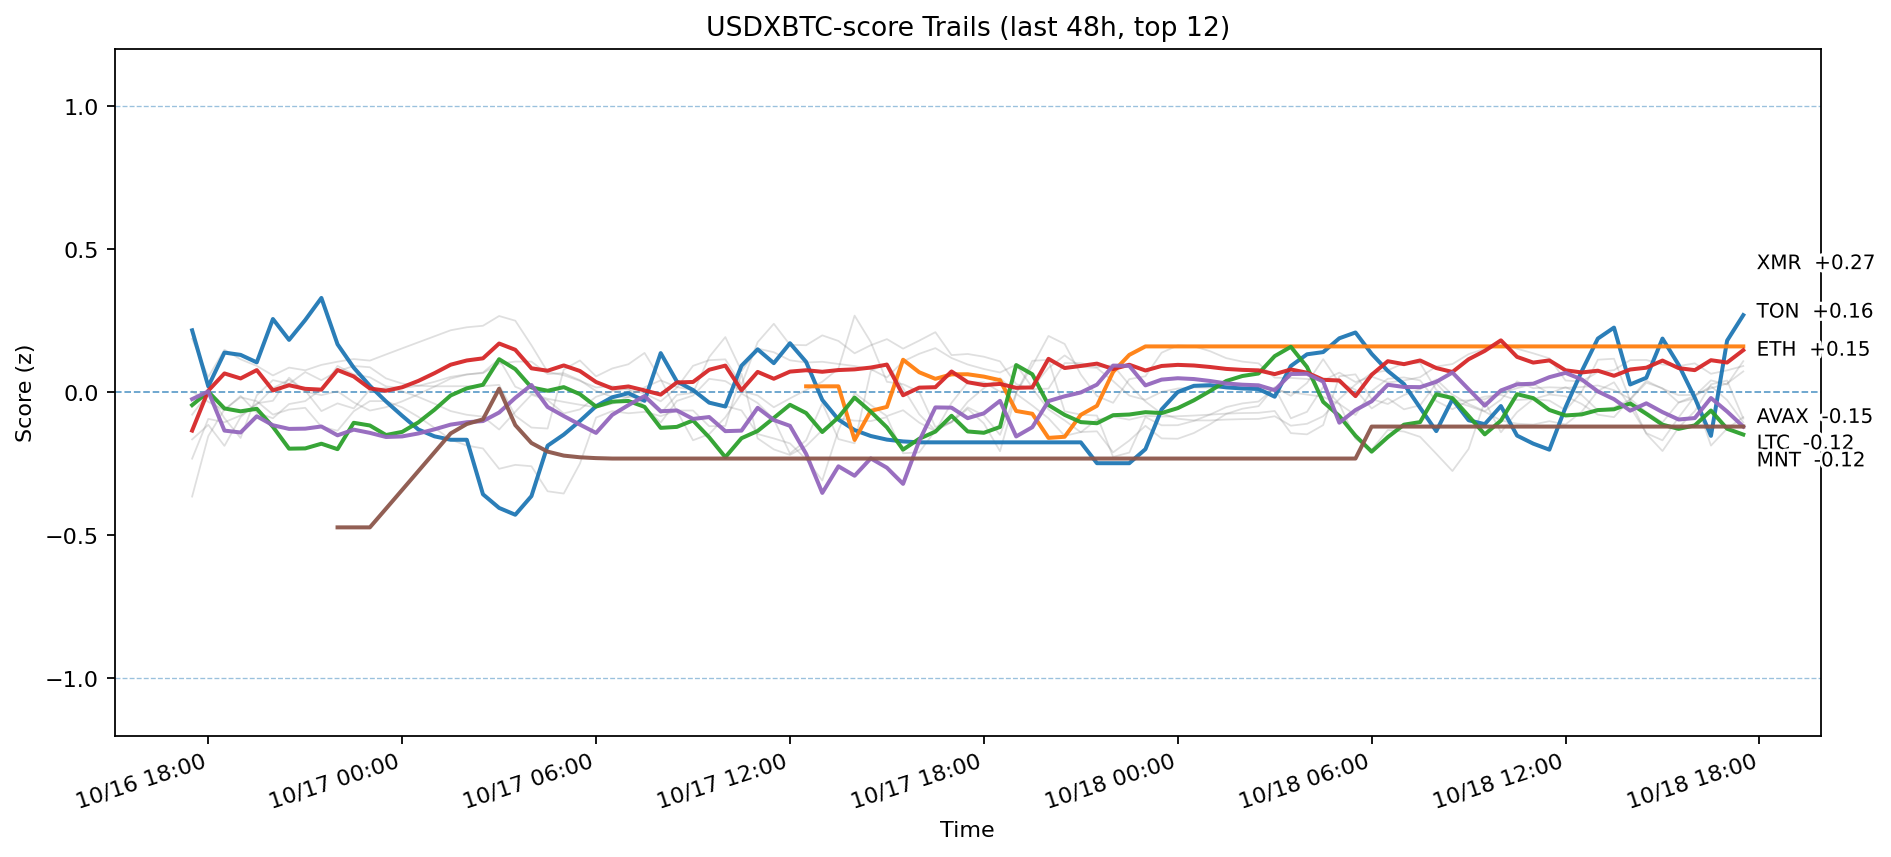 USDXBTC-score Trails (last 48h, top 12)
Score (z)
1.0
0.5
0.0
−0.5
−1.0
XMR +0.27
TON +0.16
ETH +0.15
AVAX -0.15
LTC -0.12
MNT -0.12
10/16 18:00
10/17 00:00
10/17 06:00
10/17 12:00
10/17 18:00
10/18 00:00
10/18 06:00
10/18 12:00
10/18 18:00
Time